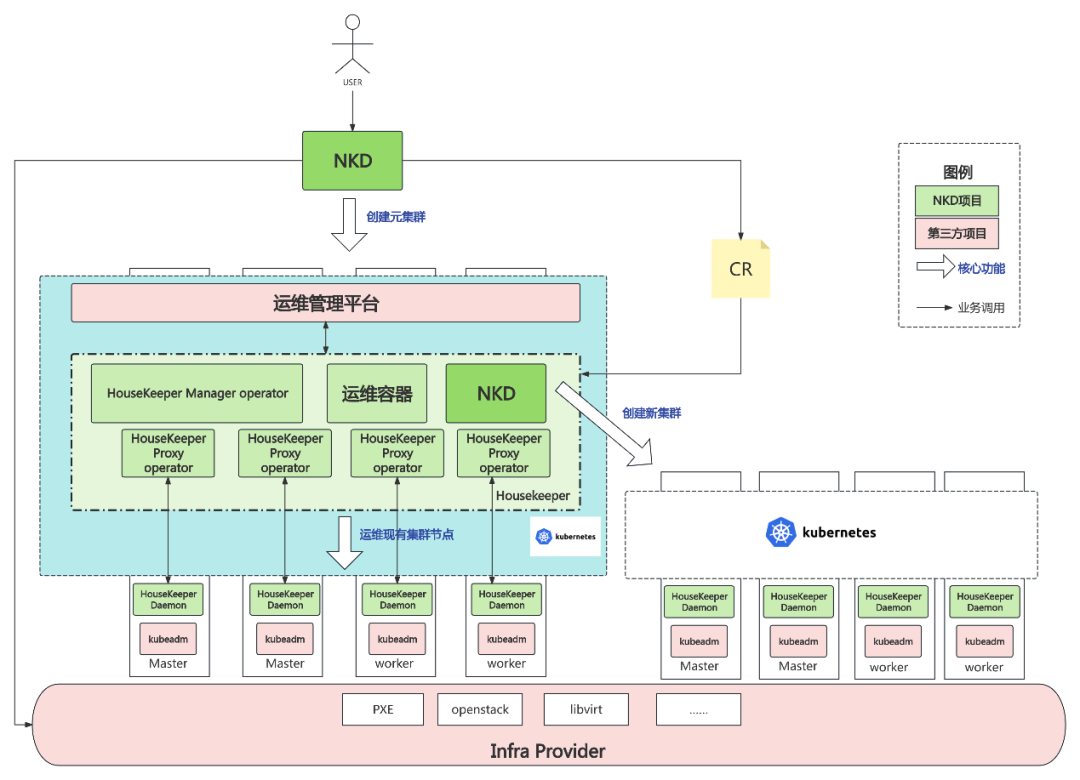 USER
NKD
创建元集群
图例
NKD项目
第三方项目
核心功能
业务调用
CR
运维管理平台
HouseKeeper Manager operator
运维容器
NKD
创建新集群
HouseKeeper
Proxy
operator
HouseKeeper
Proxy
operator
HouseKeeper
Proxy
operator
HouseKeeper
Proxy
operator
Housekeeper
运维现有集群节点
kubernetes
kubernetes
HouseKeeper
Daemon
kubeadm
Master
HouseKeeper
Daemon
kubeadm
Master
HouseKeeper
Daemon
kubeadm
worker
HouseKeeper
Daemon
kubeadm
worker
HouseKeeper
Daemon
kubeadm
Master
HouseKeeper
Daemon
kubeadm
Master
HouseKeeper
Daemon
kubeadm
worker
HouseKeeper
Daemon
kubeadm
worker
PXE
openstack
libvirt
......
Infra Provider